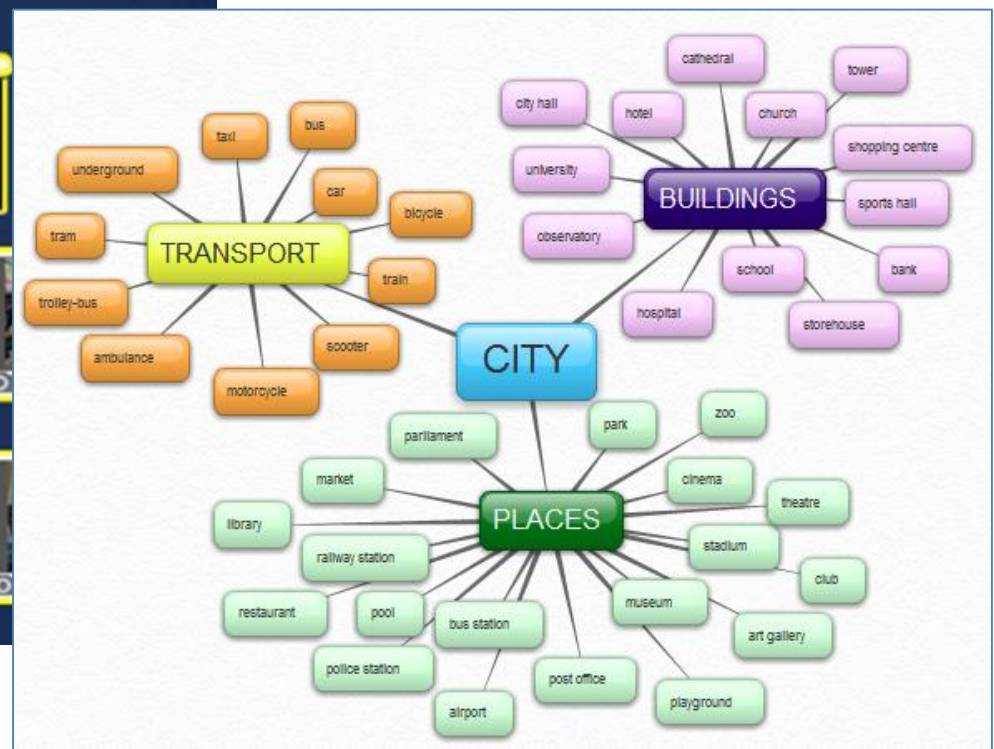 cathedral
tower
city hall
hotel
church
bus
taxi
shopping centre
underground
university
car
BUILDINGS
sports hall
bicycle
tram
observatory
TRANSPORT
school
bank
train
trolley-bus
hospital
storehouse
ambulance
scooter
CITY
motorcycle
park
zoo
parliament
market
cinema
theatre
library
PLACES
stadium
railway station
club
restaurant
pool
museum
bus station
art gallery
police station
post office
playground
airport